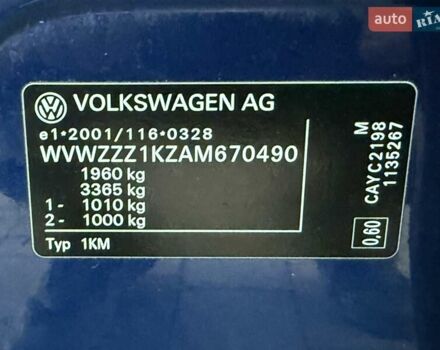 AUTO RIA
VOLKSWAGEN AG
e1*2001/116*0328
WVWZZZ1KZAM670490
1960 kg
3365 kg
1- 1010 kg
2- 1000 kg
Typ 1KM
M
CAYC2198
1135267
0,60